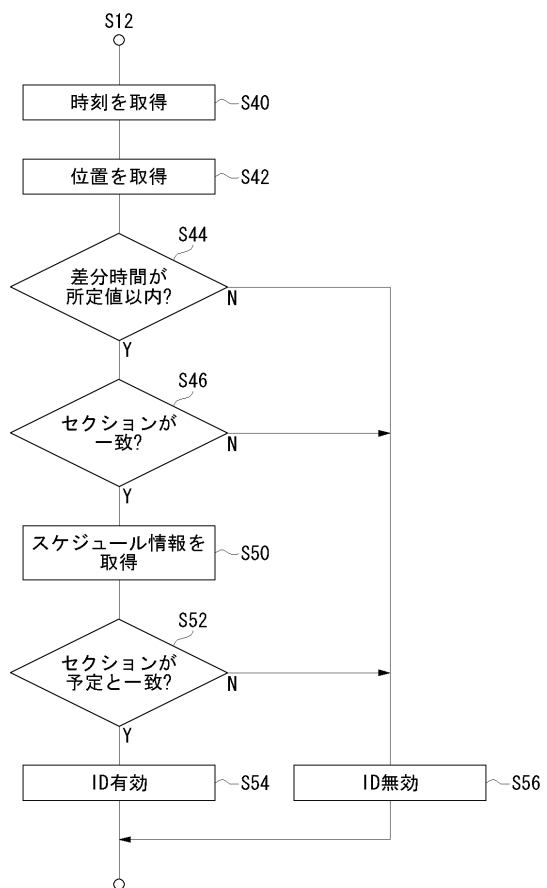 S12
時刻を取得
S40
位置を取得
S42
S44
差分時間が
所定値以内?
N
Y
S46
セクションが
一致?
N
Y
スケジュール情報を
取得
S50
S52
セクションが
予定と一致?
N
Y
ID有効
S54
ID無効
S56